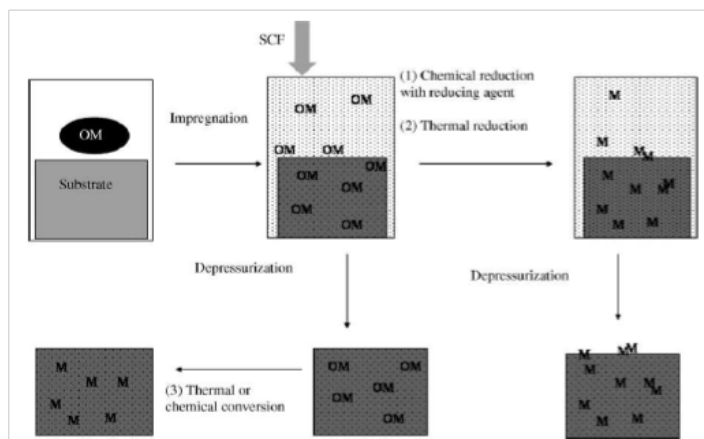 SCF
OM
Substrate
Impregnation
OM OM
OM OM
OM
OM
OM
OM OM
(1) Chemical reduction
with reducing agent
(2) Thermal reduction
M
M
M M
M
M M M
M
M M
Depressurization
Depressurization
M
M M
M
M M
(3) Thermal or
chemical conversion
OM OM
OM
OM
OM
M M M
M
M M
M M
M
M M